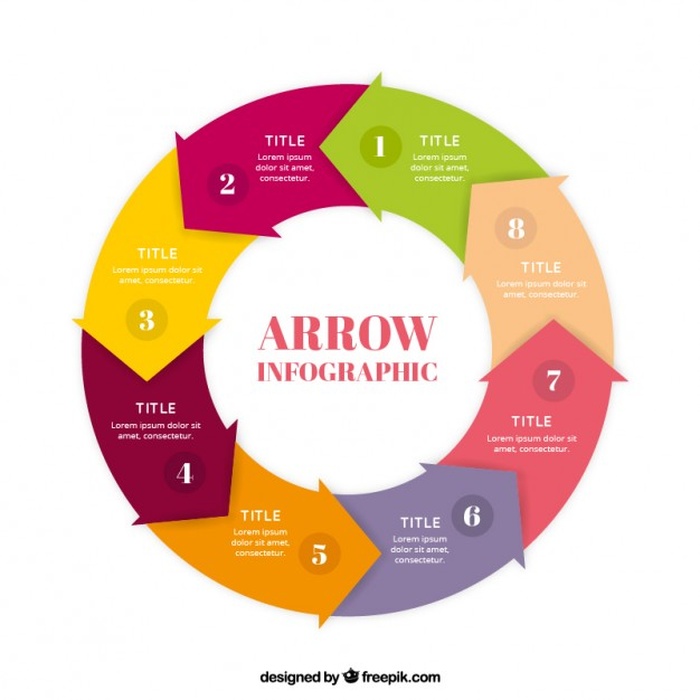 ARROW
INFOGRAPHIC
1
TITLE
Lorem ipsum
dolor sit amet,
consectetur.
2
TITLE
Lorem ipsum
dolor sit amet,
consectetur.
TITLE
Lorem ipsum dolor sit
amet, consectetur.
3
TITLE
Lorem ipsum dolor sit
amet, consectetur.
4
TITLE
Lorem ipsum
dolor sit amet,
consectetur.
5
TITLE
Lorem ipsum
dolor sit amet,
consectetur.
6
7
TITLE
Lorem ipsum dolor sit
amet, consectetur.
8
TITLE
Lorem ipsum dolor sit
amet, consectetur.
designed by freepik.com